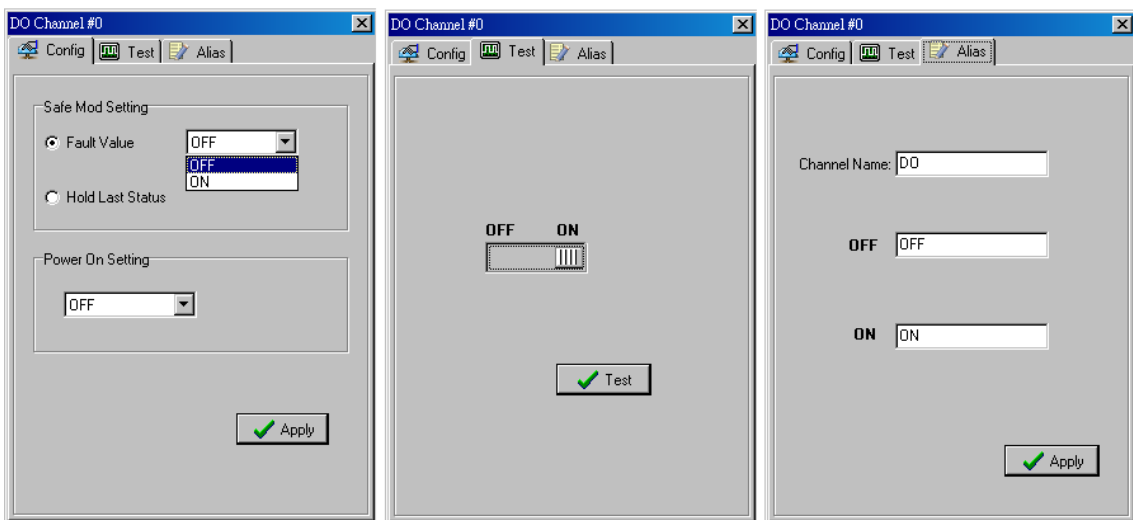 DO Channel #0
Config Test Alias
Safe Mod Setting
Fault Value OFF
OFF
ON
Hold Last Status
Power On Setting
OFF
Apply
DO Channel #0
Config Test Alias
OFF ON
Test
DO Channel #0
Config Test Alias
Channel Name: DO
OFF OFF
ON ON
Apply